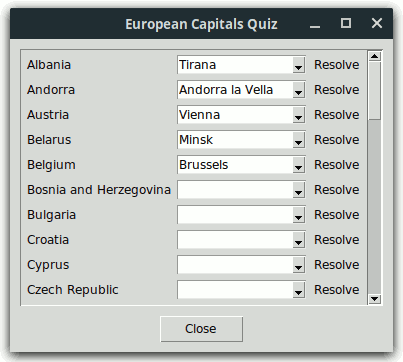 European Capitals Quiz
Albania Tirana Resolve
Andorra Andorra la Vella Resolve
Austria Vienna Resolve
Belarus Minsk Resolve
Belgium Brussels Resolve
Bosnia and Herzegovina Resolve
Bulgaria Resolve
Croatia Resolve
Cyprus Resolve
Czech Republic Resolve
Close